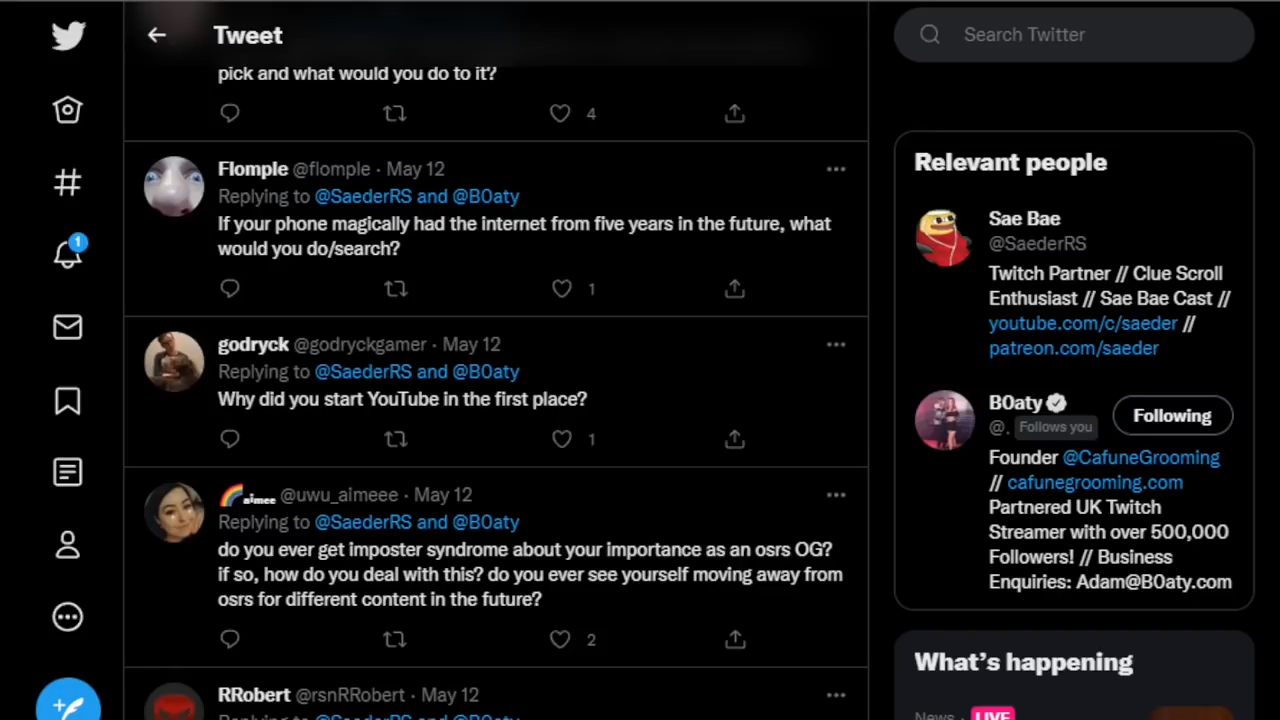 Tweet
pick and what would you do to it?
4
Flomple @flomple · May 12
Replying to @SaederRS and @B0aty
If your phone magically had the internet from five years in the future, what
would you do/search?
1
godryck @godryckgamer · May 12
Replying to @SaederRS and @B0aty
Why did you start YouTube in the first place?
1
aimee @uwu_aimeee · May 12
Replying to @SaederRS and @B0aty
do you ever get imposter syndrome about your importance as an osrs OG?
if so, how do you deal with this? do you ever see yourself moving away from
osrs for different content in the future?
2
RRobert @rsnRRobert · May 12
Replying to @SaederRS and @B0aty
1
Search Twitter
Relevant people
Sae Bae
@SaederRS
Twitch Partner // Clue Scroll
Enthusiast // Sae Bae Cast //
youtube.com/c/saeder //
patreon.com/saeder
B0aty
@. Follows you
Following
Founder @CafuneGrooming
// cafunegrooming.com
Partnered UK Twitch
Streamer with over 500,000
Followers! // Business
Enquiries: Adam@B0aty.com
What's happening
News · LIVE